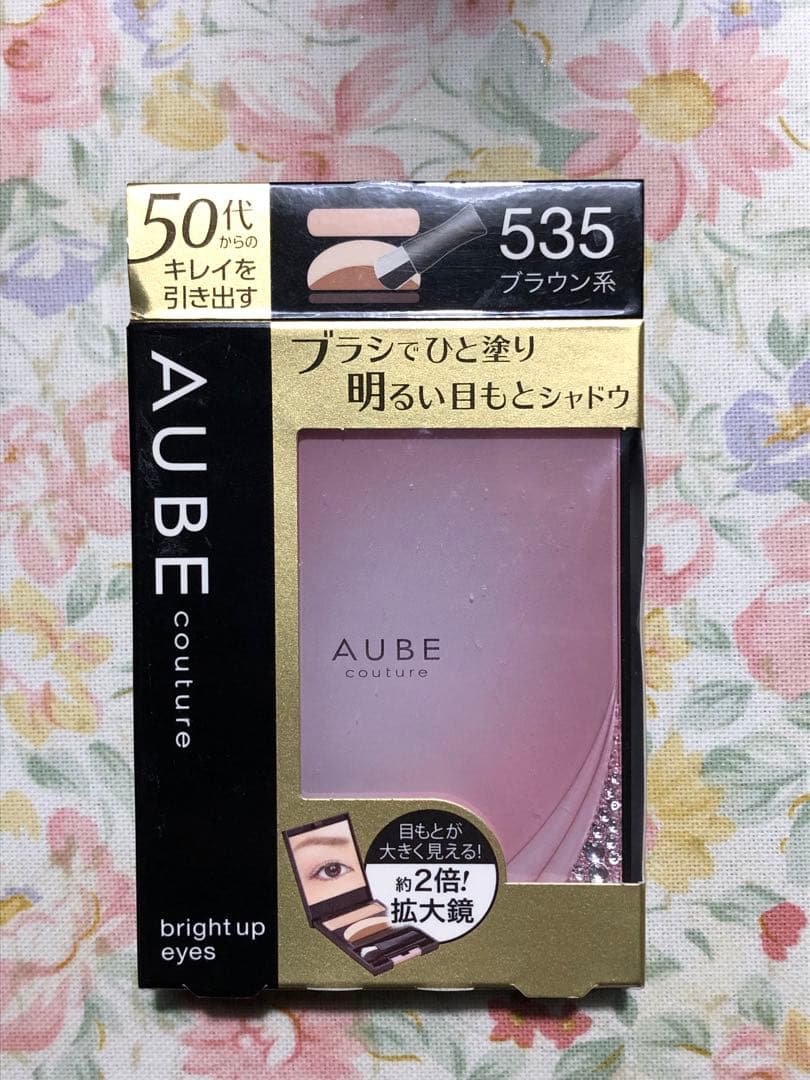 50代
からの
キレイを
引き出す
535
ブラウン系
ブラシでひと塗り
明るい目もとシャドウ
AUBE
couture
AUBE
couture
目もとが
大きく見える!
約2倍!
拡大鏡
bright up
eyes